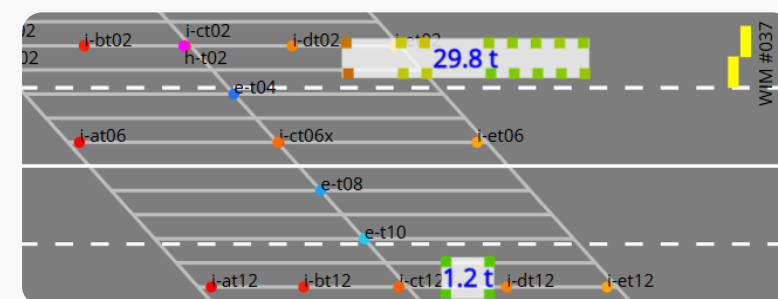 02 i-bt02 i-ct02 i-dt02 i-et02
02 h-t02 29.8 t
e-t04
i-at06 i-ct06x i-et06
e-t08
e-t10
i-at12 i-bt12 i-ct12 1.2 t i-dt12 i-et12
WIM #037